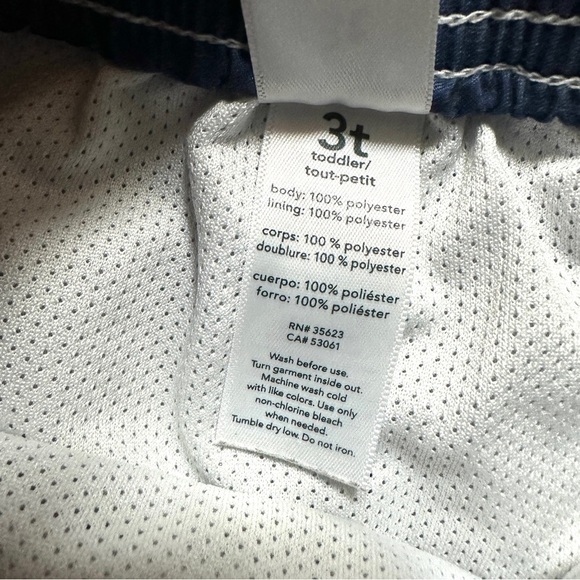 3t
toddler/
tout-petit
body: 100% polyester
lining: 100% polyester
corps: 100 % polyester
doublure: 100 % polyester
cuerpo: 100% poliéster
forro: 100% poliéster
RN# 35623
CA# 53061
Wash before use.
Turn garment inside out.
Machine wash cold
with like colors. Use only
non-chlorine bleach
when needed.
Tumble dry low. Do not iron.